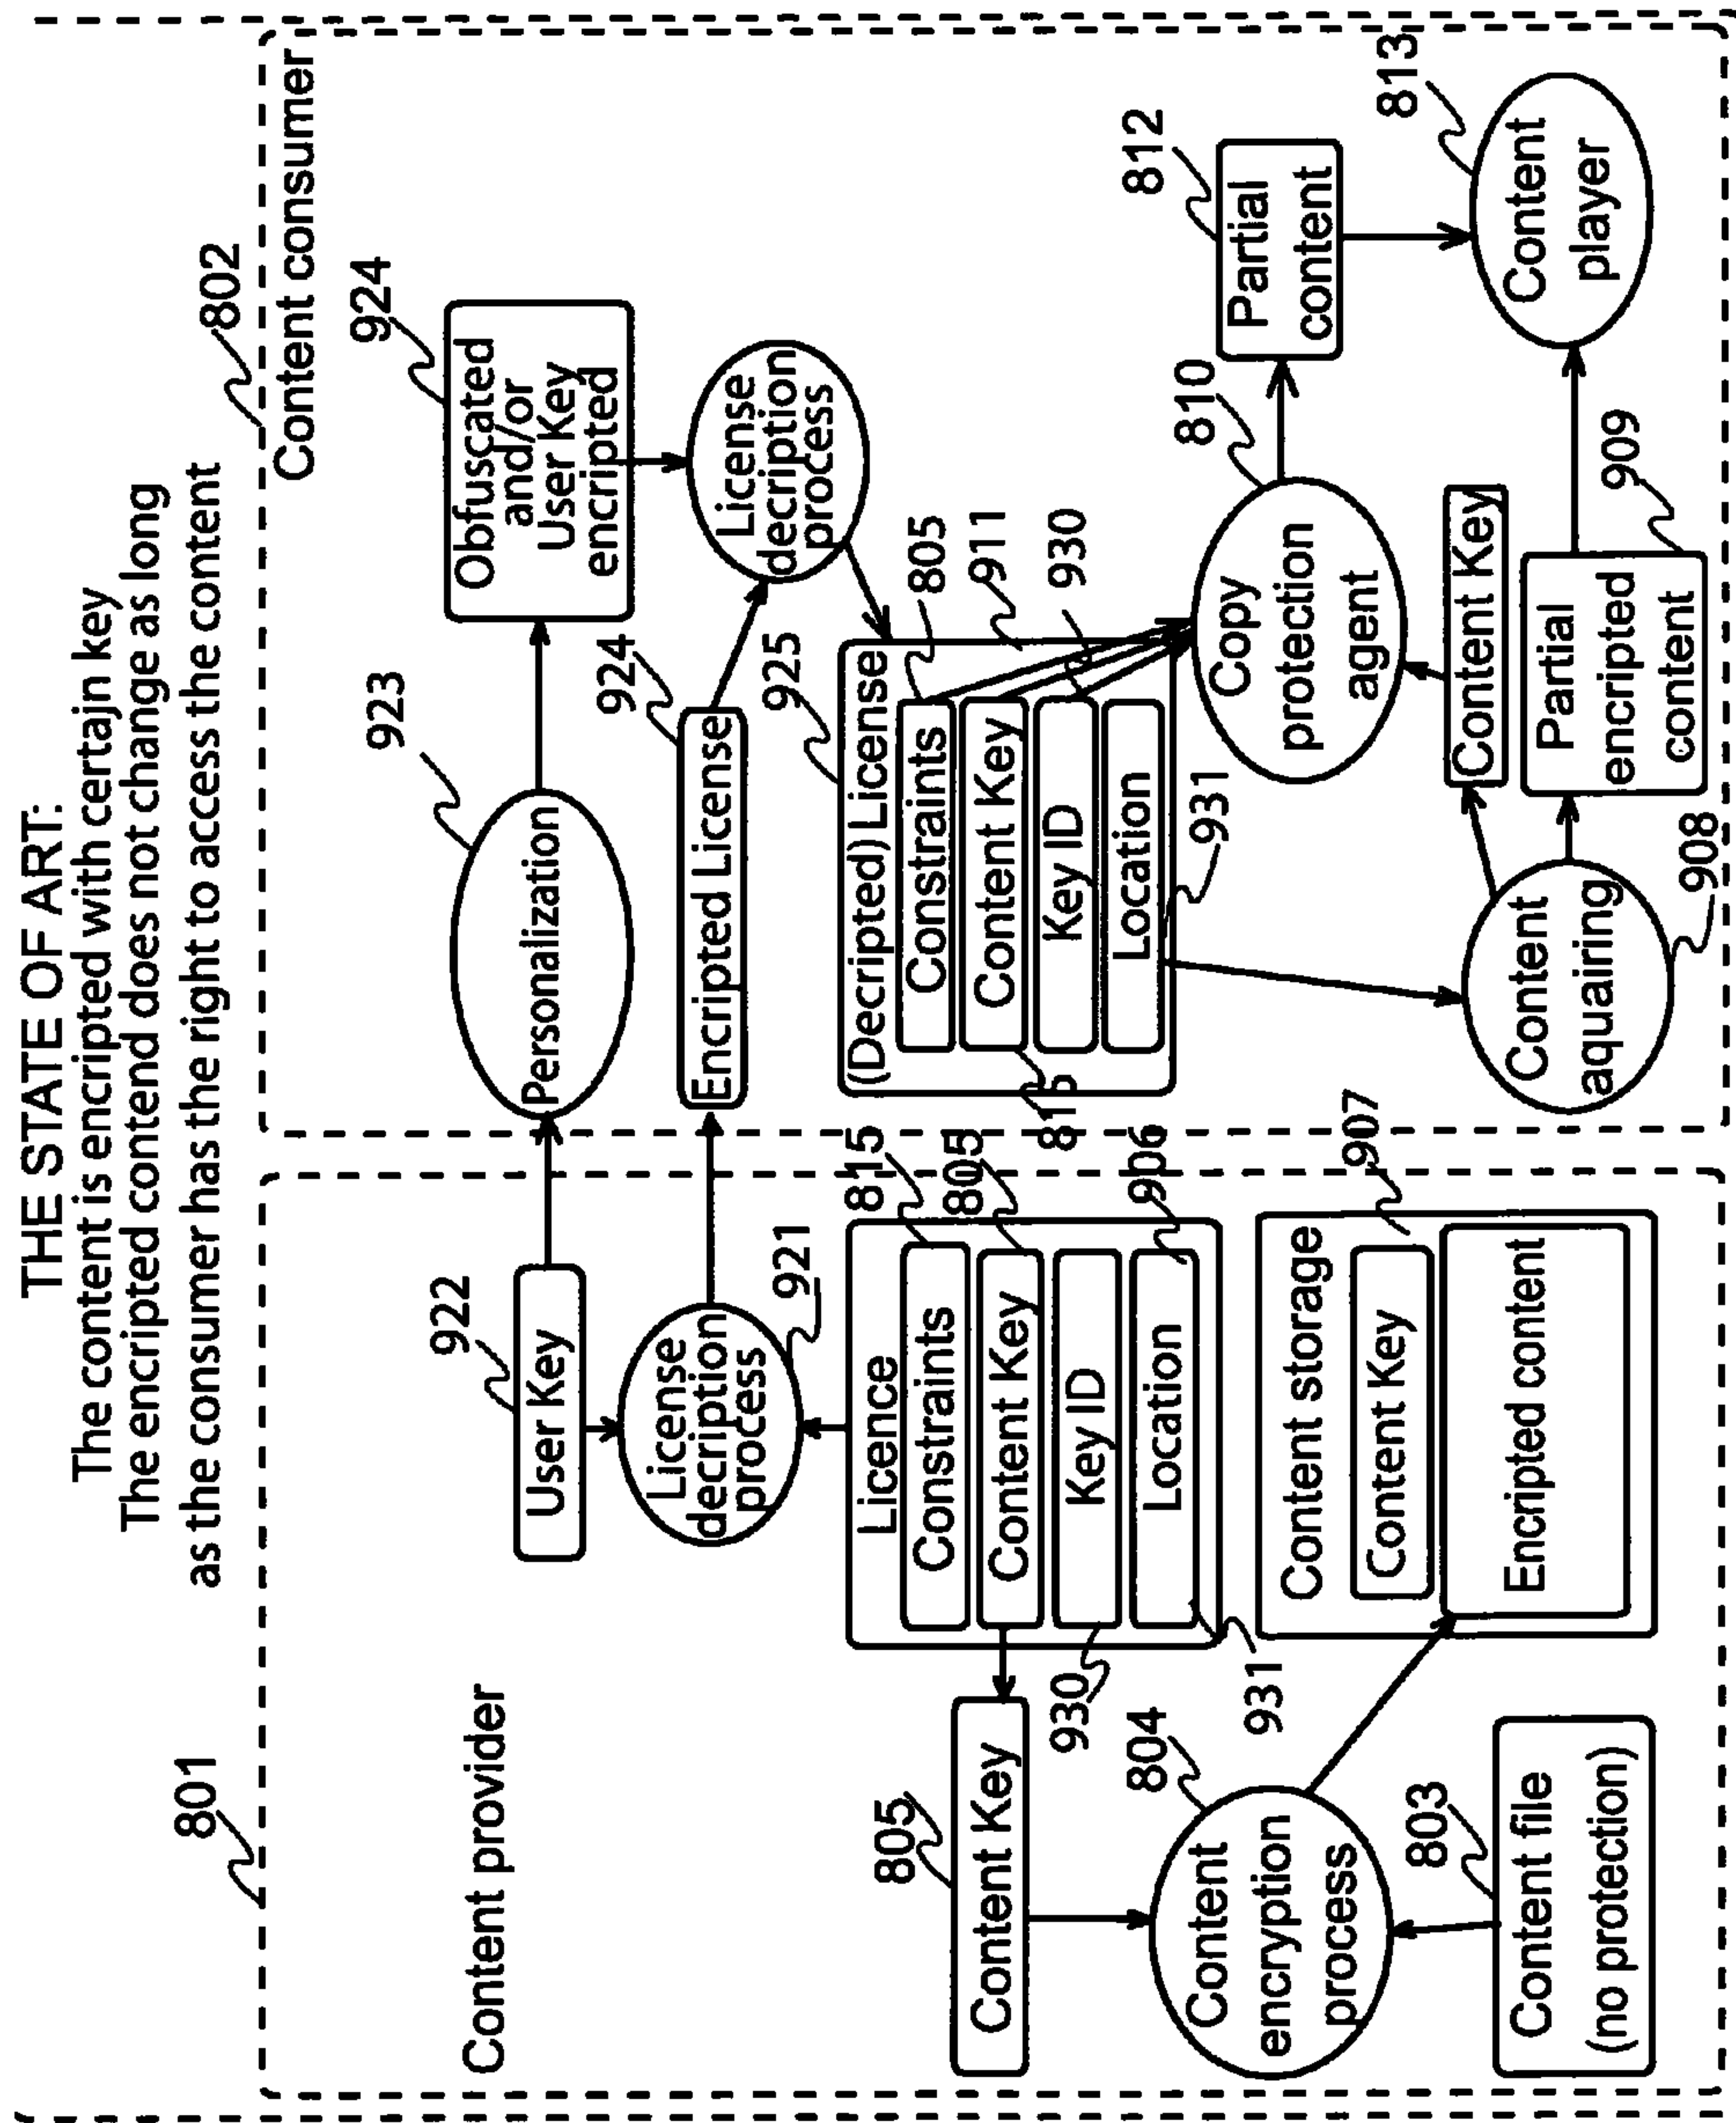 THE STATE OF ART:
The content is encripted with certajn key
The encripted contend does not change as long
as the consumer has the right to access the content
801
802
Content provider
Content consumer
922
User Key
923
Personalization
924
Obfuscated
and/or
User Key
encripted
License
decription
process
921
924
Encripted License
License
decription
process
Licence
815
Constraints
805
Content Key
Key ID
906
Location
930
931
925
(Decripted) License
805
Constraints
911
Content Key
930
Key ID
Location
815
931
805
Content Key
804
Content
encryption
process
803
Content file
(no protection)
Content storage
907
Content Key
Encripted content
810
Copy
protection
agent
812
Partial
content
813
Content
player
Content Key
909
Partial
encripted
content
Content
aquairing
908